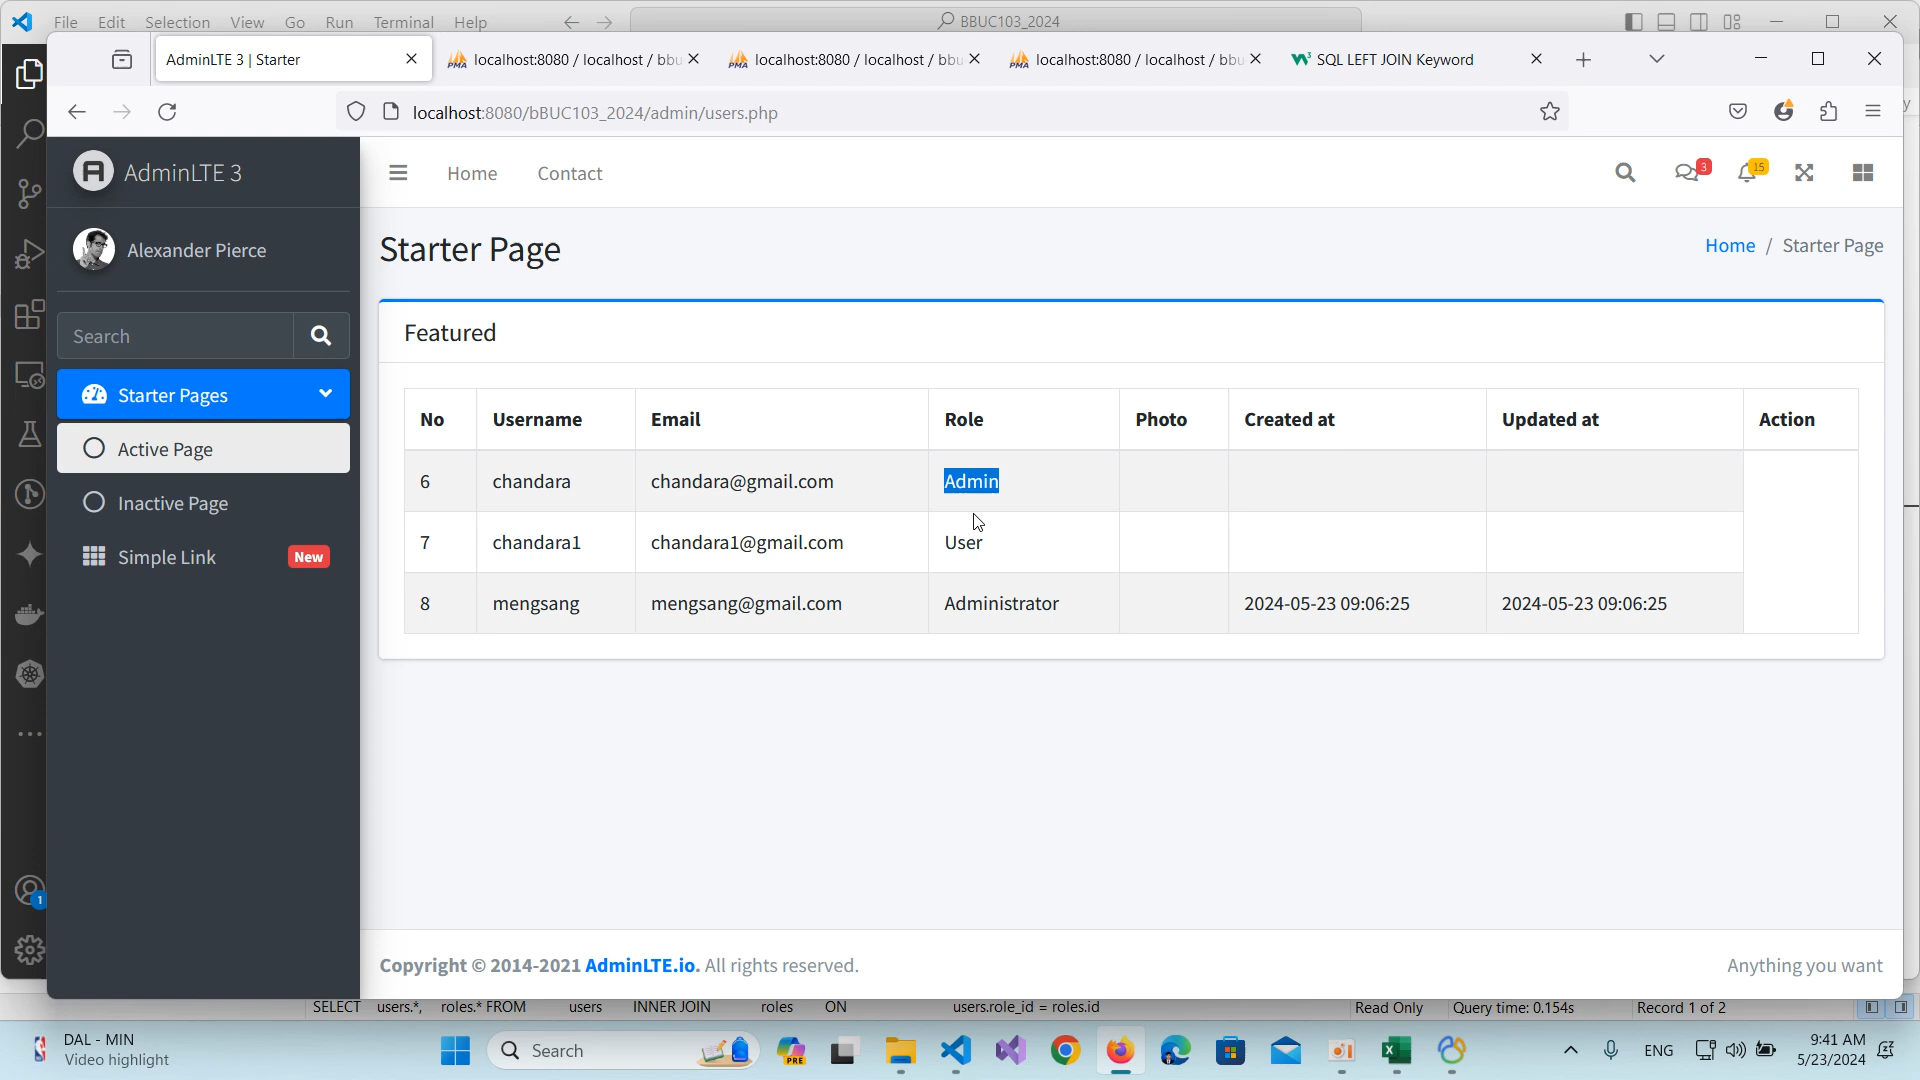 File Edit Selection View Go Run Terminal Help BBUC103_2024
AdminLTE 3 | Starter
localhost:8080 / localhost / bbu
localhost:8080 / localhost / bbu
localhost:8080 / localhost / bbu
SQL LEFT JOIN Keyword
localhost:8080/bBUC103_2024/admin/users.php
AdminLTE 3
Home Contact
3
15
Alexander Pierce
Starter Page
Home / Starter Page
Search
Featured
Starter Pages
Active Page
Inactive Page
Simple Link New
No Username Email Role Photo Created at Updated at Action
6 chandara chandara@gmail.com Admin
7 chandara1 chandara1@gmail.com User
8 mengsang mengsang@gmail.com Administrator 2024-05-23 09:06:25 2024-05-23 09:06:25
1
Copyright © 2014-2021 AdminLTE.io. All rights reserved.
Anything you want
SELECT users.*, roles.* FROM users INNER JOIN roles ON users.role_id = roles.id
Read Only Query time: 0.154s Record 1 of 2
DAL - MIN
Video highlight
Search
PRE
ENG
9:41 AM
5/23/2024